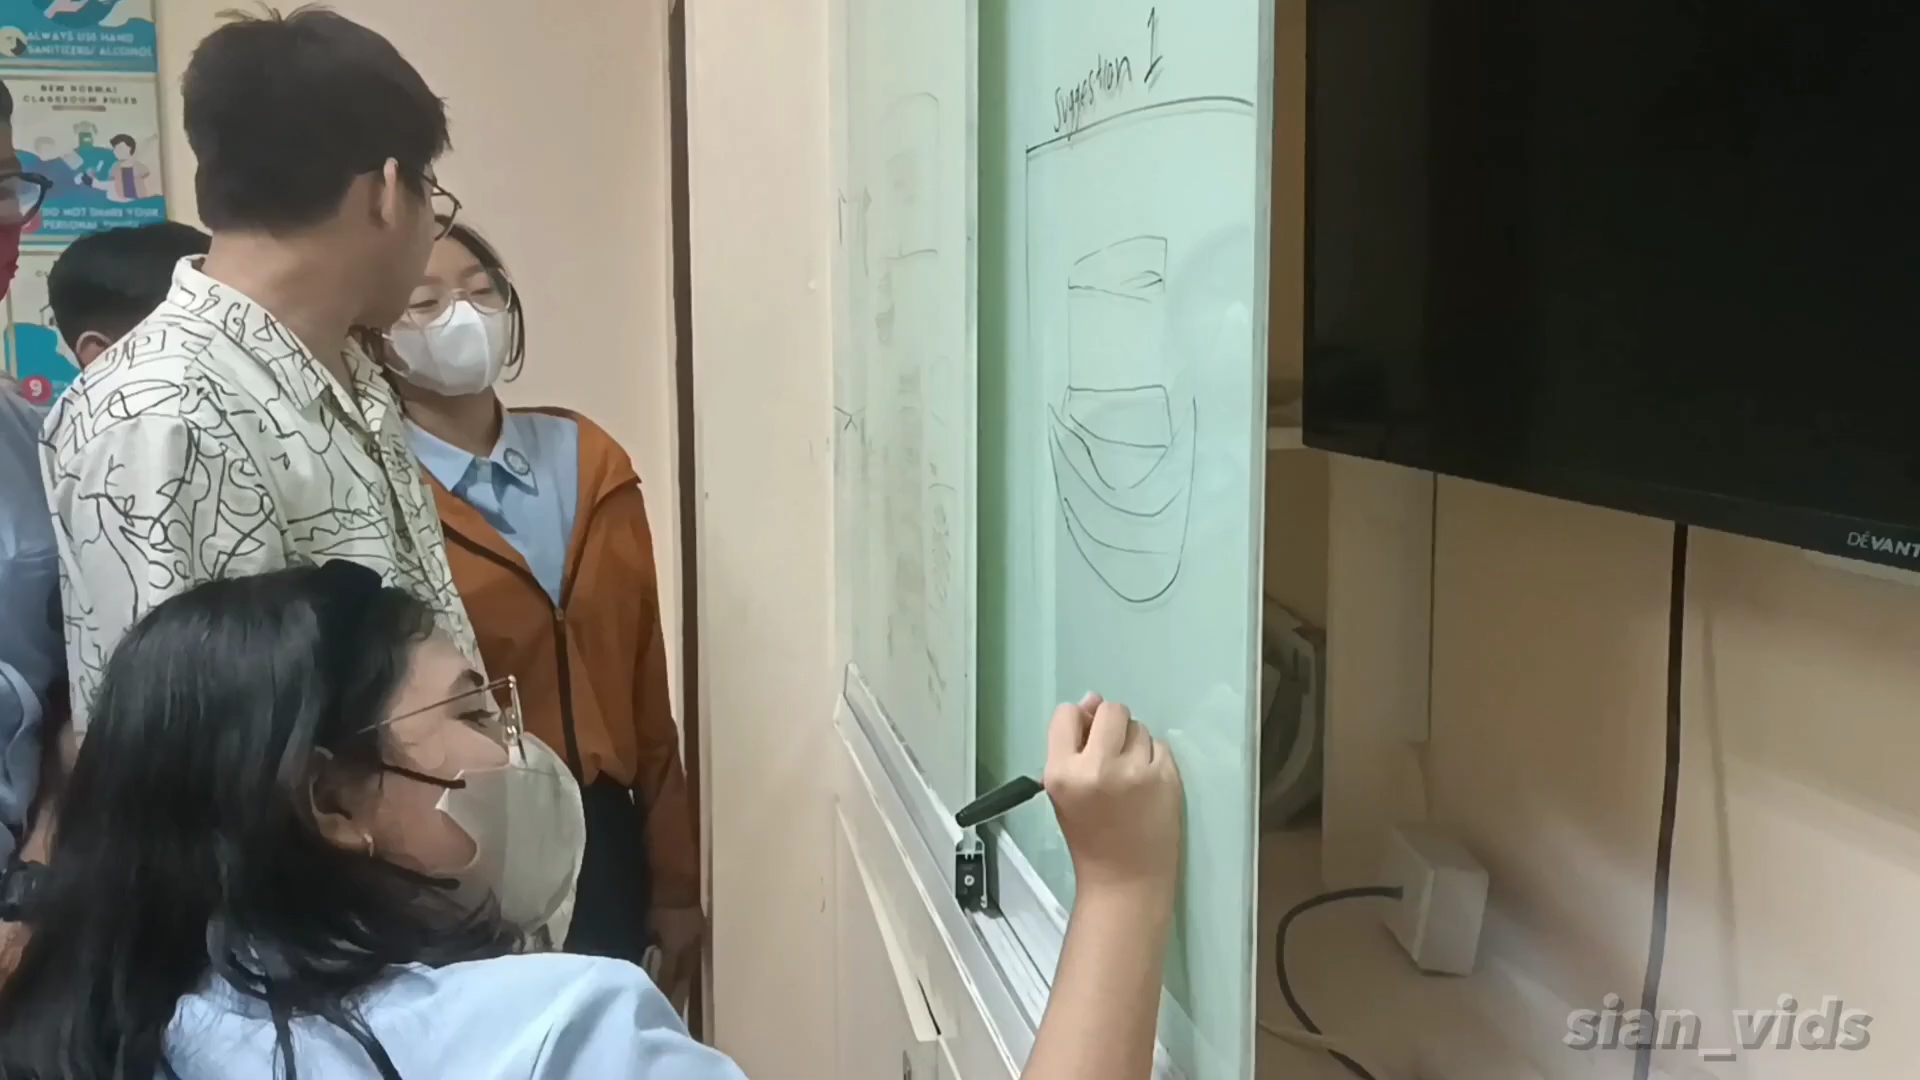 ALWAYS USE HAND
SANITIZERS/ ALCOHOL
NEW NORMAL
CLASSROOM RULES
DO NOT SHARE YOUR
PERSONAL THINGS
9
Suggestion 1
DEVANT
sian_vids